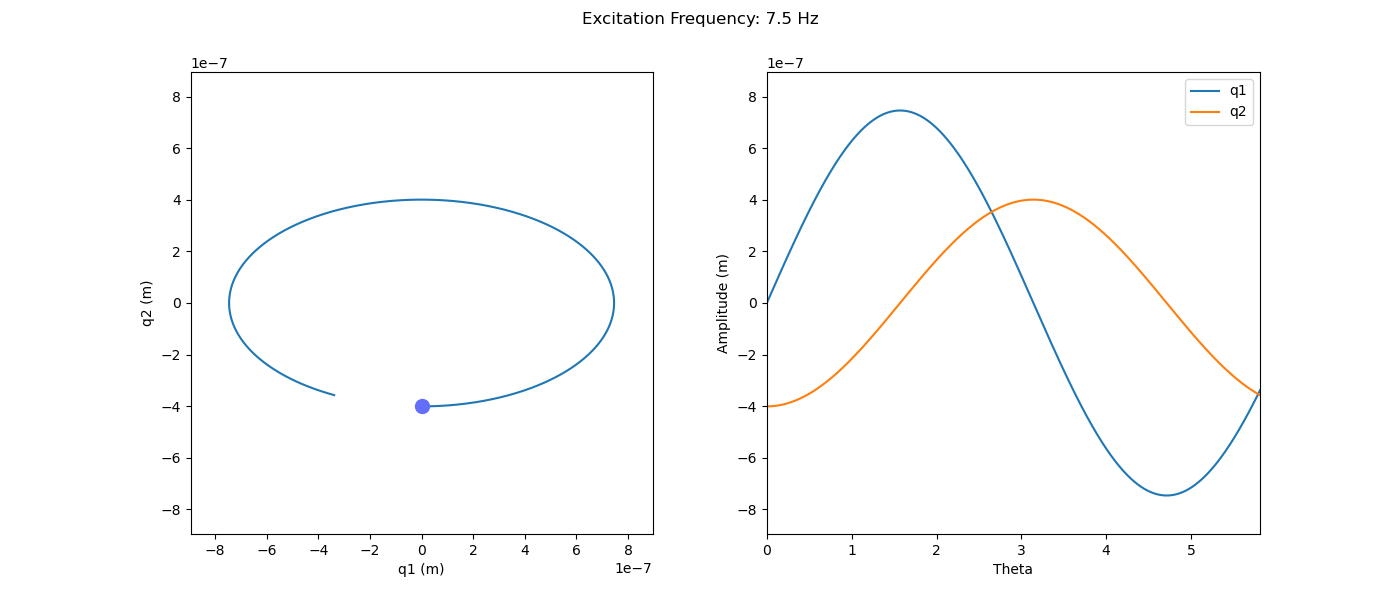 Excitation Frequency: 7.5 Hz
1e−7
8
6
4
2
0
−2
−4
−6
−8
q2 (m)
−8 −6 −4 −2 0 2 4 6 8
1e−7
q1 (m)
1e−7
8
6
4
2
0
−2
−4
−6
−8
Amplitude (m)
q1
q2
0 1 2 3 4 5
Theta